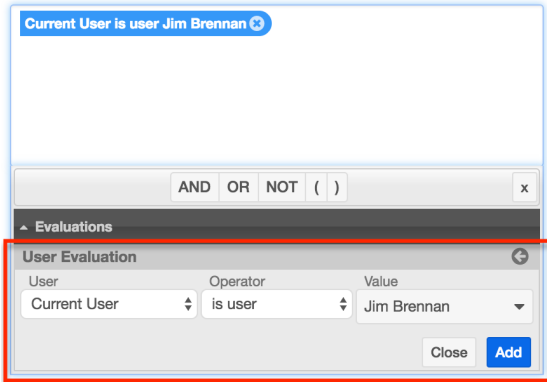 Current User is user Jim Brennan
AND OR NOT ( ) x
Evaluations
User Evaluation
User Operator Value
Current User is user Jim Brennan
Close Add